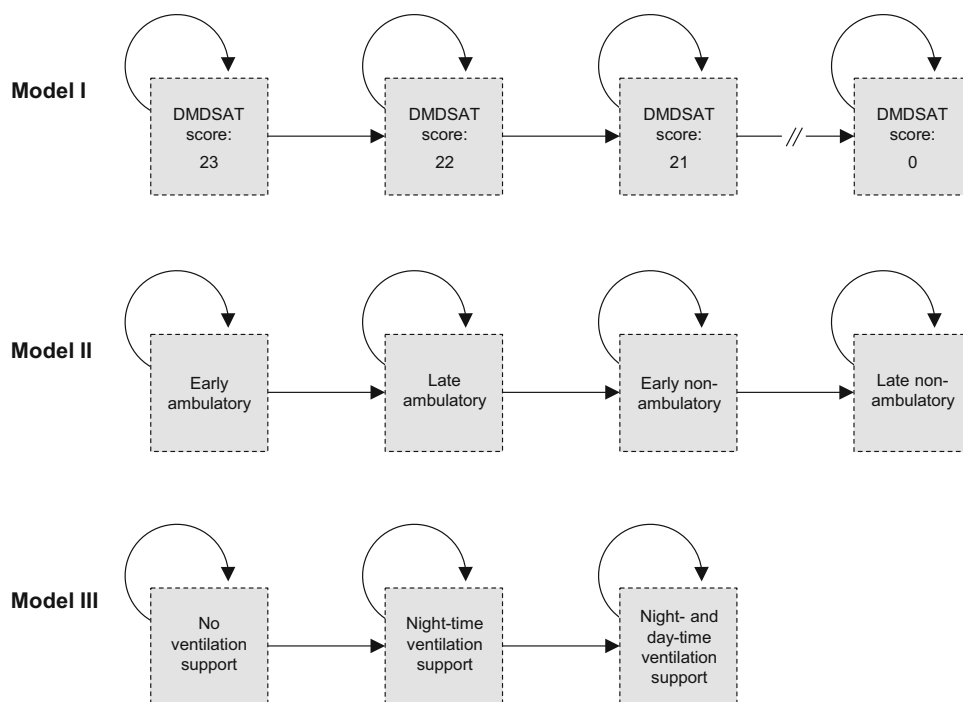 Model I
DMDSAT
score:
23
DMDSAT
score:
22
DMDSAT
score:
21
DMDSAT
score:
0
Model II
Early
ambulatory
Late
ambulatory
Early non-
ambulatory
Late non-
ambulatory
Model III
No
ventilation
support
Night-time
ventilation
support
Night- and
day-time
ventilation
support